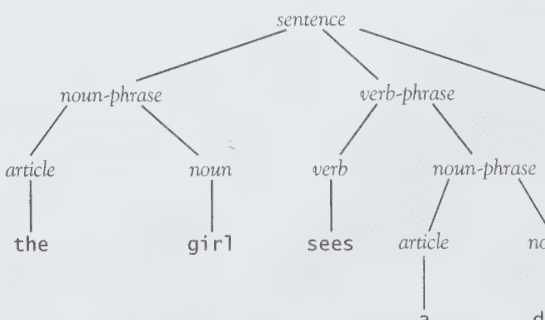 sentence
noun-phrase verb-phrase
article noun verb noun-phrase
the girl sees article
a